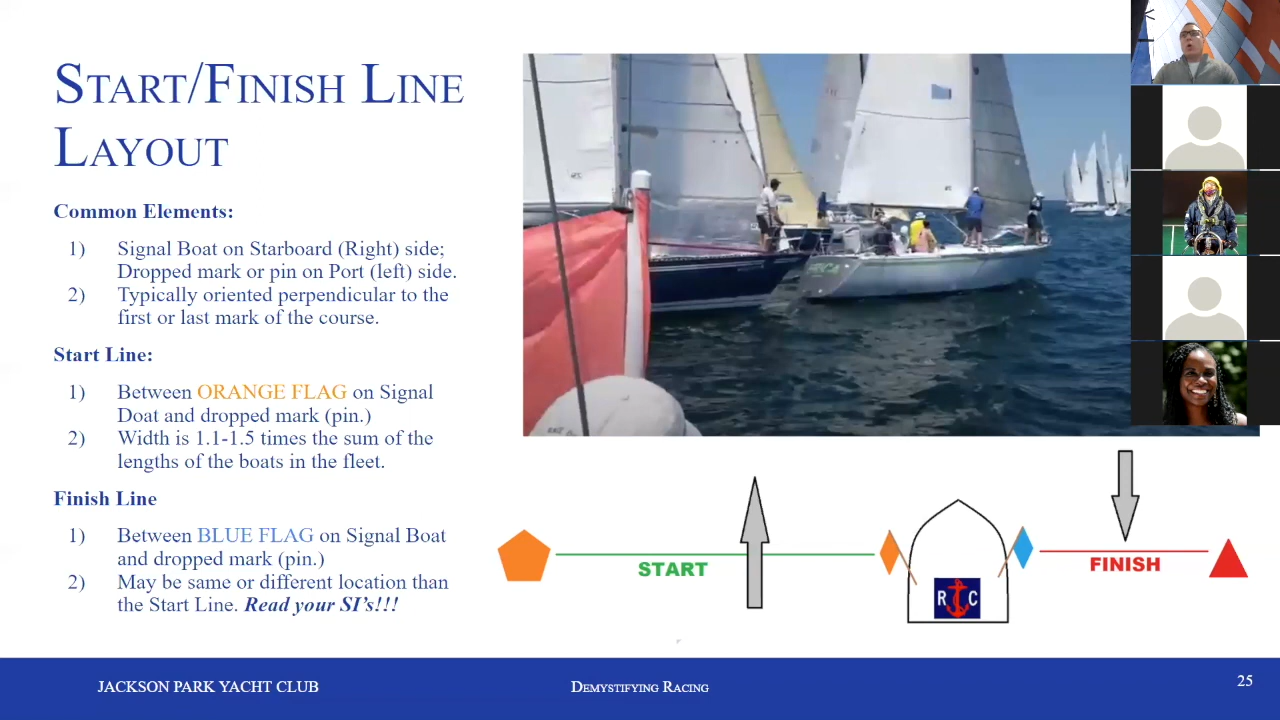 START/FINISH LINE
LAYOUT
Common Elements:
1) Signal Boat on Starboard (Right) side;
Dropped mark or pin on Port (left) side.
2) Typically oriented perpendicular to the
first or last mark of the course.
Start Line:
1) Between ORANGE FLAG on Signal
Doat and dropped mark (pin.)
2) Width is 1.1-1.5 times the sum of the
lengths of the boats in the fleet.
Finish Line
1) Between BLUE FLAG on Signal Boat
and dropped mark (pin.)
2) May be same or different location than
the Start Line. Read your SI's!!!
START
R C
FINISH
JACKSON PARK YACHT CLUB
DEMYSTIFYING RACING
25